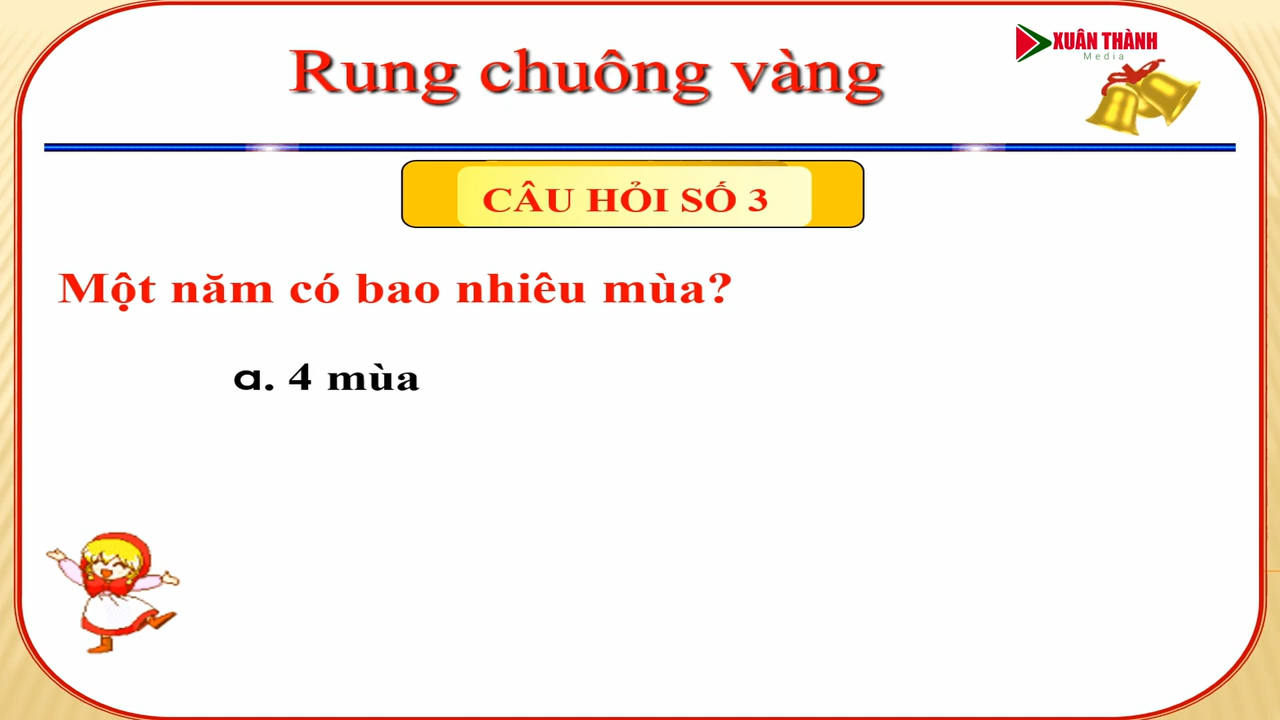 Rung chuông vàng
XUÂN THÀNH
Media
CÂU HỎI SỐ 3
Một năm có bao nhiêu mùa?
a. 4 mùa